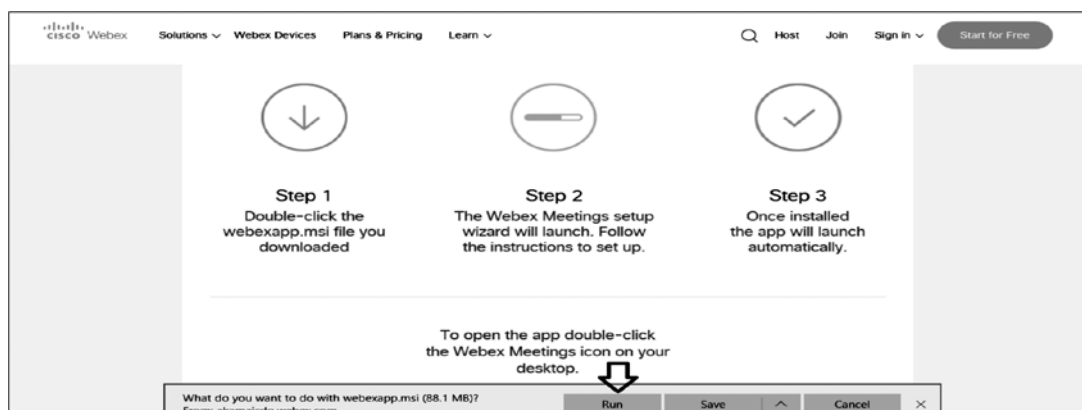 cisco Webex Solutions Webex Devices Plans & Pricing Learn Host Join Sign in Start for Free
Step 1
Double-click the
webexapp.msi file you
downloaded
Step 2
The Webex Meetings setup
wizard will launch. Follow
the instructions to set up.
Step 3
Once installed
the app will launch
automatically.
To open the app double-click
the Webex Meetings icon on your
desktop.
What do you want to do with webexapp.msi (88.1 MB)?
Run Save Cancel